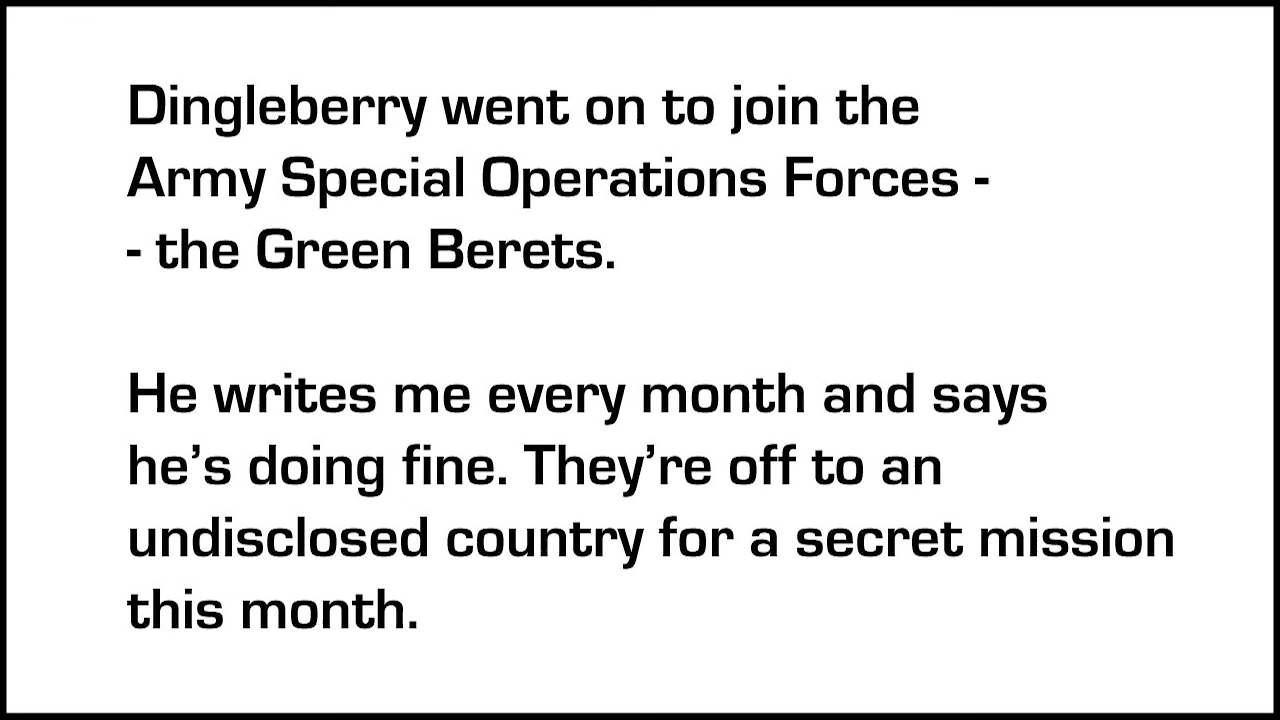 Dingleberry went on to join the
Army Special Operations Forces -
- the Green Berets.
He writes me every month and says
he’s doing fine. They’re off to an
undisclosed country for a secret mission
this month.